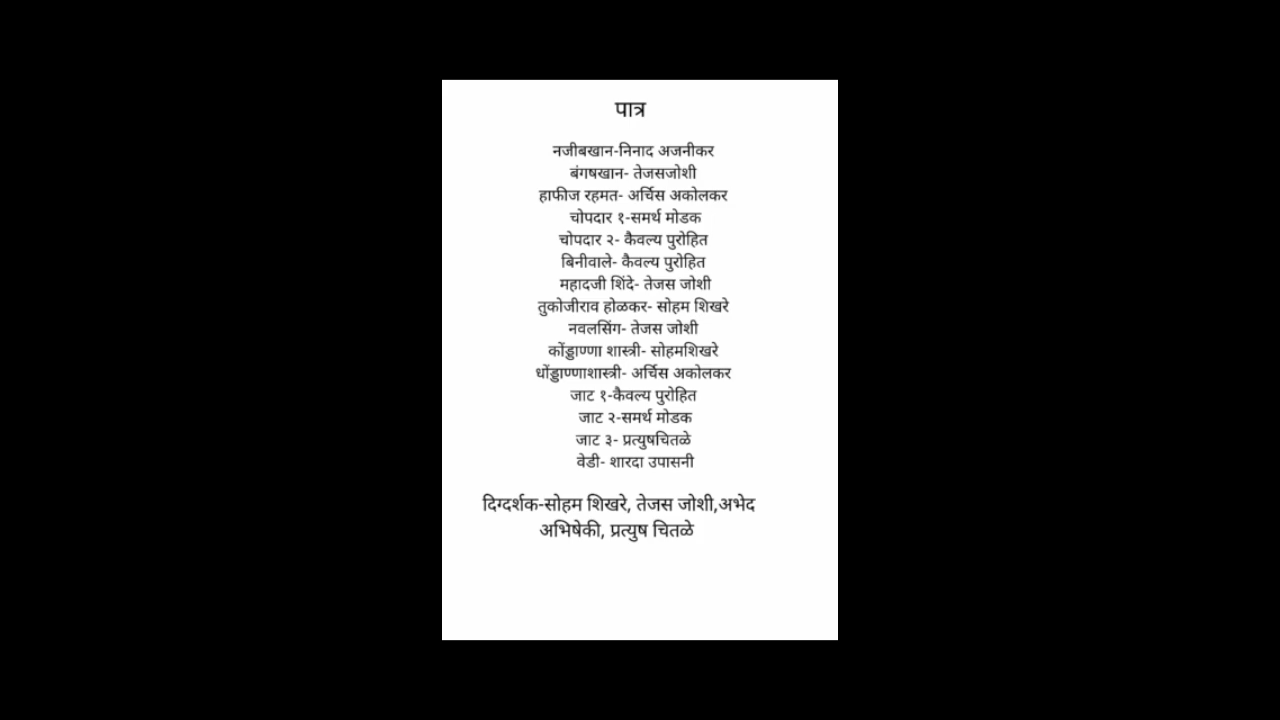 पात्र
नजीबखान-निनाद अजनीकर
बंगषखान- तेजसजोशी
हाफीज रहमत- अर्चिस अकोलकर
चोपदार १-समर्थ मोडक
चोपदार २- कैवल्य पुरोहित
बिनीवाले- कैवल्य पुरोहित
महादजी शिंदे- तेजस जोशी
तुकोजीराव होळकर- सोहम शिखरे
नवलसिंग- तेजस जोशी
कोंड्डाण्णा शास्त्री- सोहमशिखरे
धोंड्डाण्णाशास्त्री- अर्चिस अकोलकर
जाट १-कैवल्य पुरोहित
जाट २-समर्थ मोडक
जाट ३- प्रत्युषचितळे
वेडी- शारदा उपासनी
दिग्दर्शक-सोहम शिखरे, तेजस जोशी,अभेद
अभिषेकी, प्रत्युष चितळे